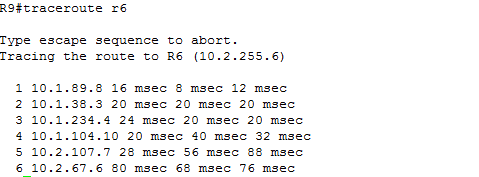 R9#traceroute r6
Type escape sequence to abort.
Tracing the route to R6 (10.2.255.6)
1 10.1.89.8 16 msec 8 msec 12 msec
2 10.1.38.3 20 msec 20 msec 20 msec
3 10.1.234.4 24 msec 20 msec 20 msec
4 10.1.104.10 20 msec 40 msec 32 msec
5 10.2.107.7 28 msec 56 msec 88 msec
6 10.2.67.6 80 msec 68 msec 76 msec